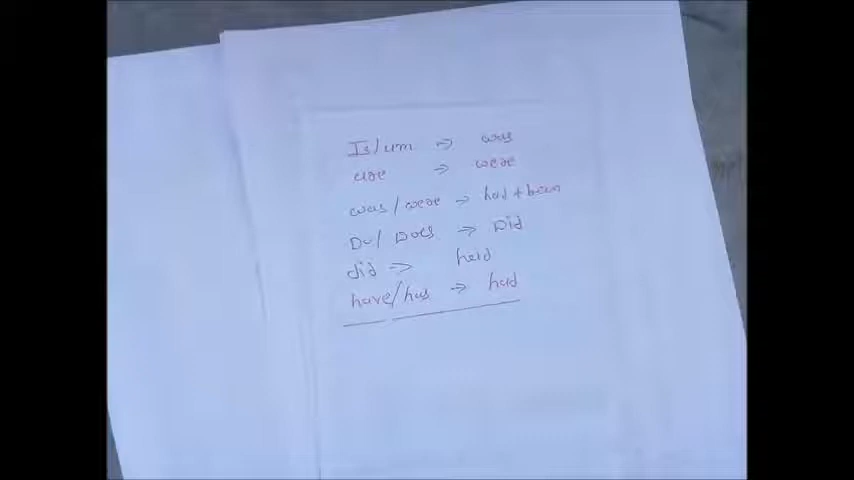 Is/am → was
are → were
was/were → had + been
Do/ Does → Did
did → had
have/has → had